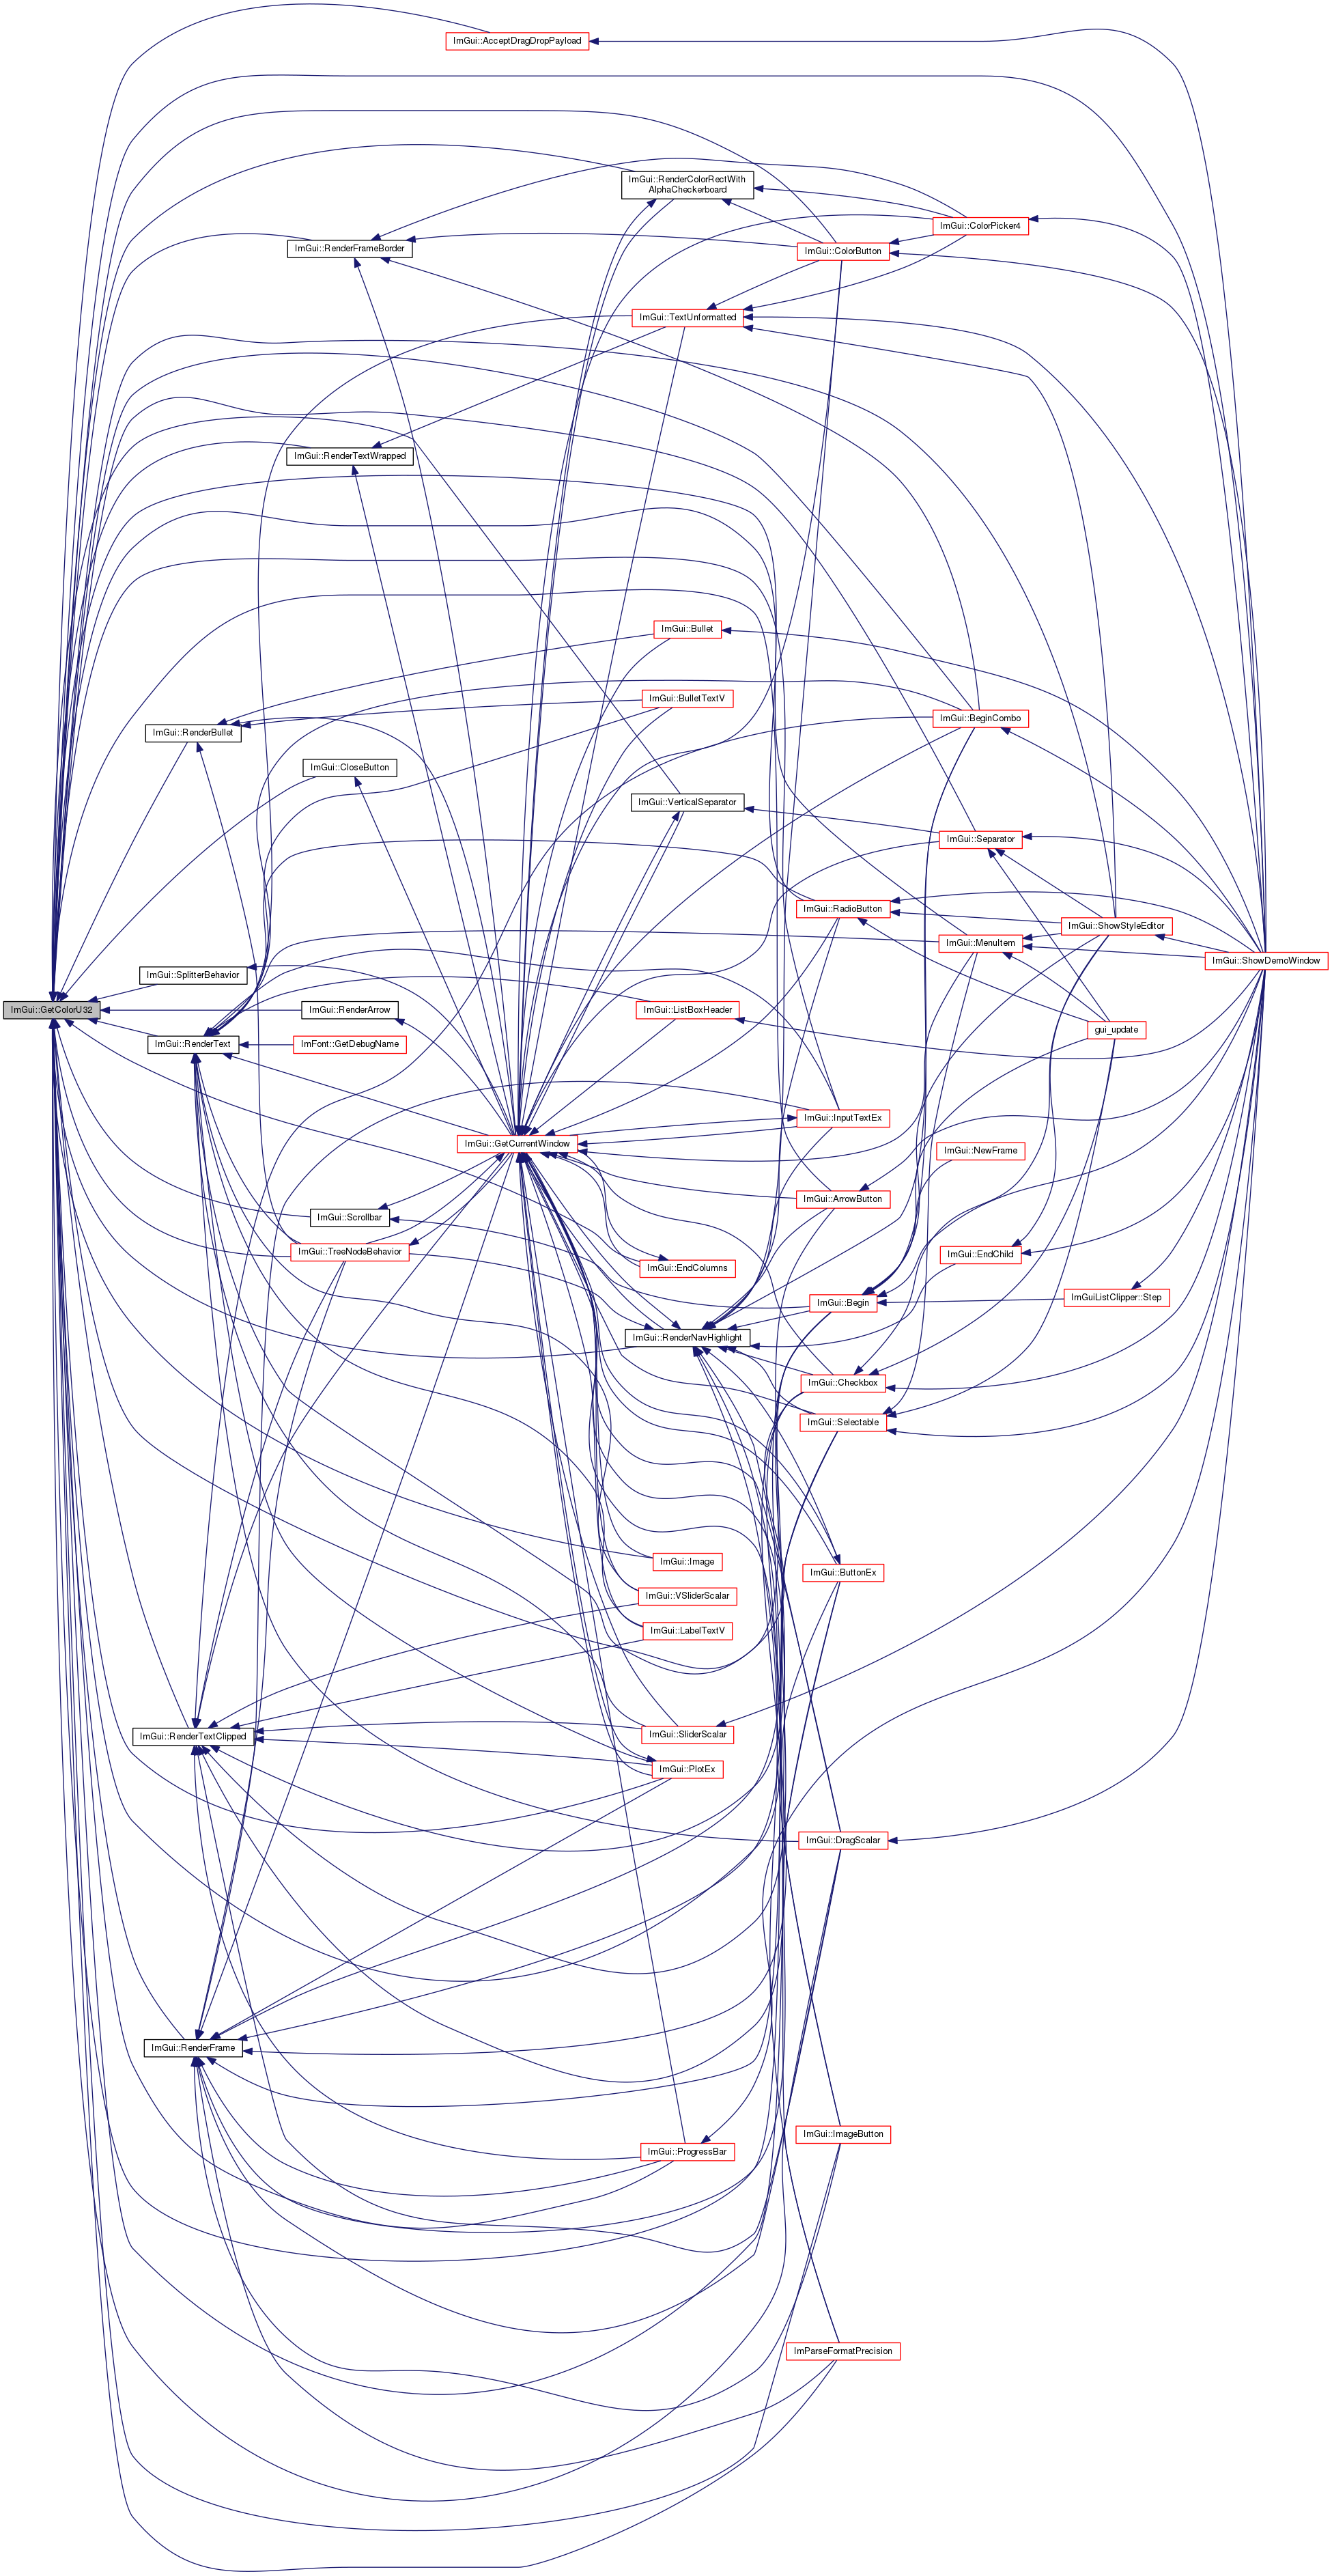 ImGui::AcceptDragDropPayload
ImGui::RenderColorRectWith
AlphaCheckerboard
ImGui::ColorPicker4
ImGui::RenderFrameBorder
ImGui::ColorButton
ImGui::TextUnformatted
ImGui::RenderTextWrapped
ImGui::Bullet
ImGui::BulletTextV
ImGui::BeginCombo
ImGui::RenderBullet
ImGui::CloseButton
ImGui::VerticalSeparator
ImGui::Separator
ImGui::RadioButton
ImGui::ShowStyleEditor
ImGui::MenuItem
ImGui::ShowDemoWindow
ImGui::SplitterBehavior
ImGui::GetColorU32
ImGui::RenderArrow
ImGui::ListBoxHeader
gui_update
ImGui::RenderText
ImFont::GetDebugName
ImGui::InputTextEx
ImGui::GetCurrentWindow
ImGui::NewFrame
ImGui::ArrowButton
ImGui::Scrollbar
ImGui::TreeNodeBehavior
ImGui::EndChild
ImGui::EndColumns
ImGui::Begin
ImGuiListClipper::Step
ImGui::RenderNavHighlight
ImGui::Checkbox
ImGui::Selectable
ImGui::Image
ImGui::ButtonEx
ImGui::VSliderScalar
ImGui::LabelTextV
ImGui::RenderTextClipped
ImGui::SliderScalar
ImGui::PlotEx
ImGui::DragScalar
ImGui::RenderFrame
ImGui::ImageButton
ImGui::ProgressBar
ImParseFormatPrecision